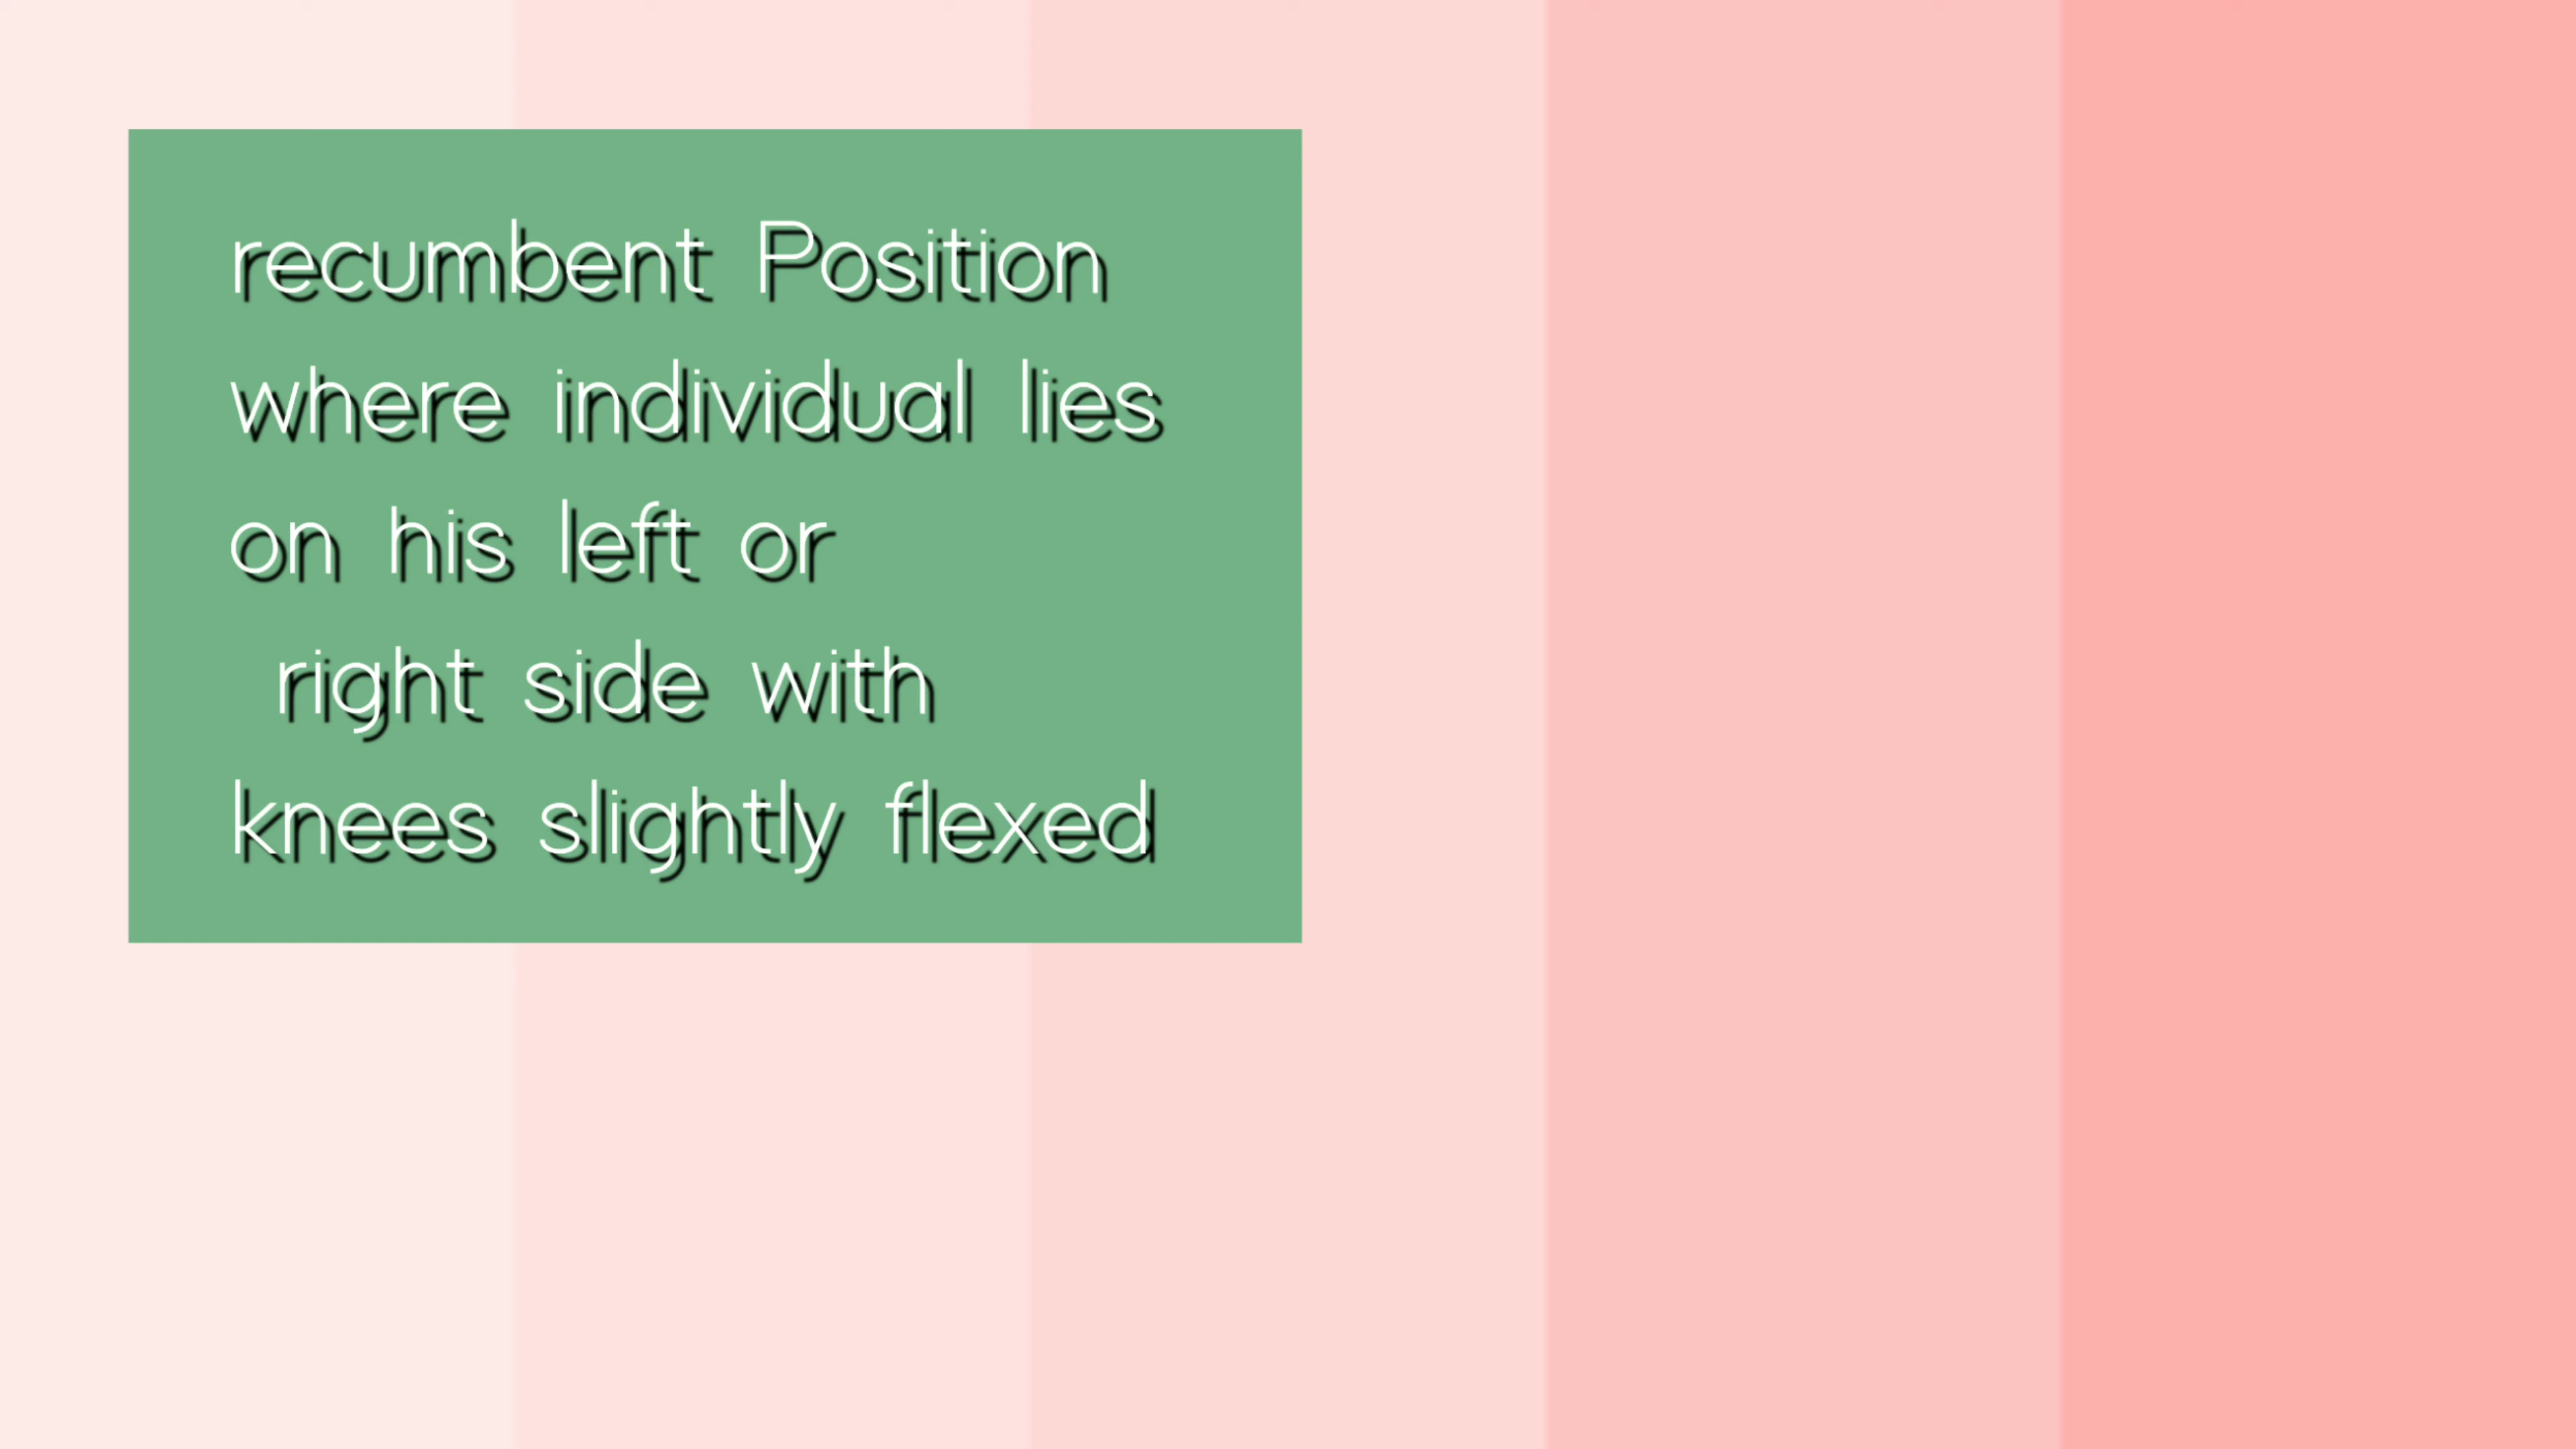 recumbent Position
where individual lies
on his left or
right side with
knees slightly flexed